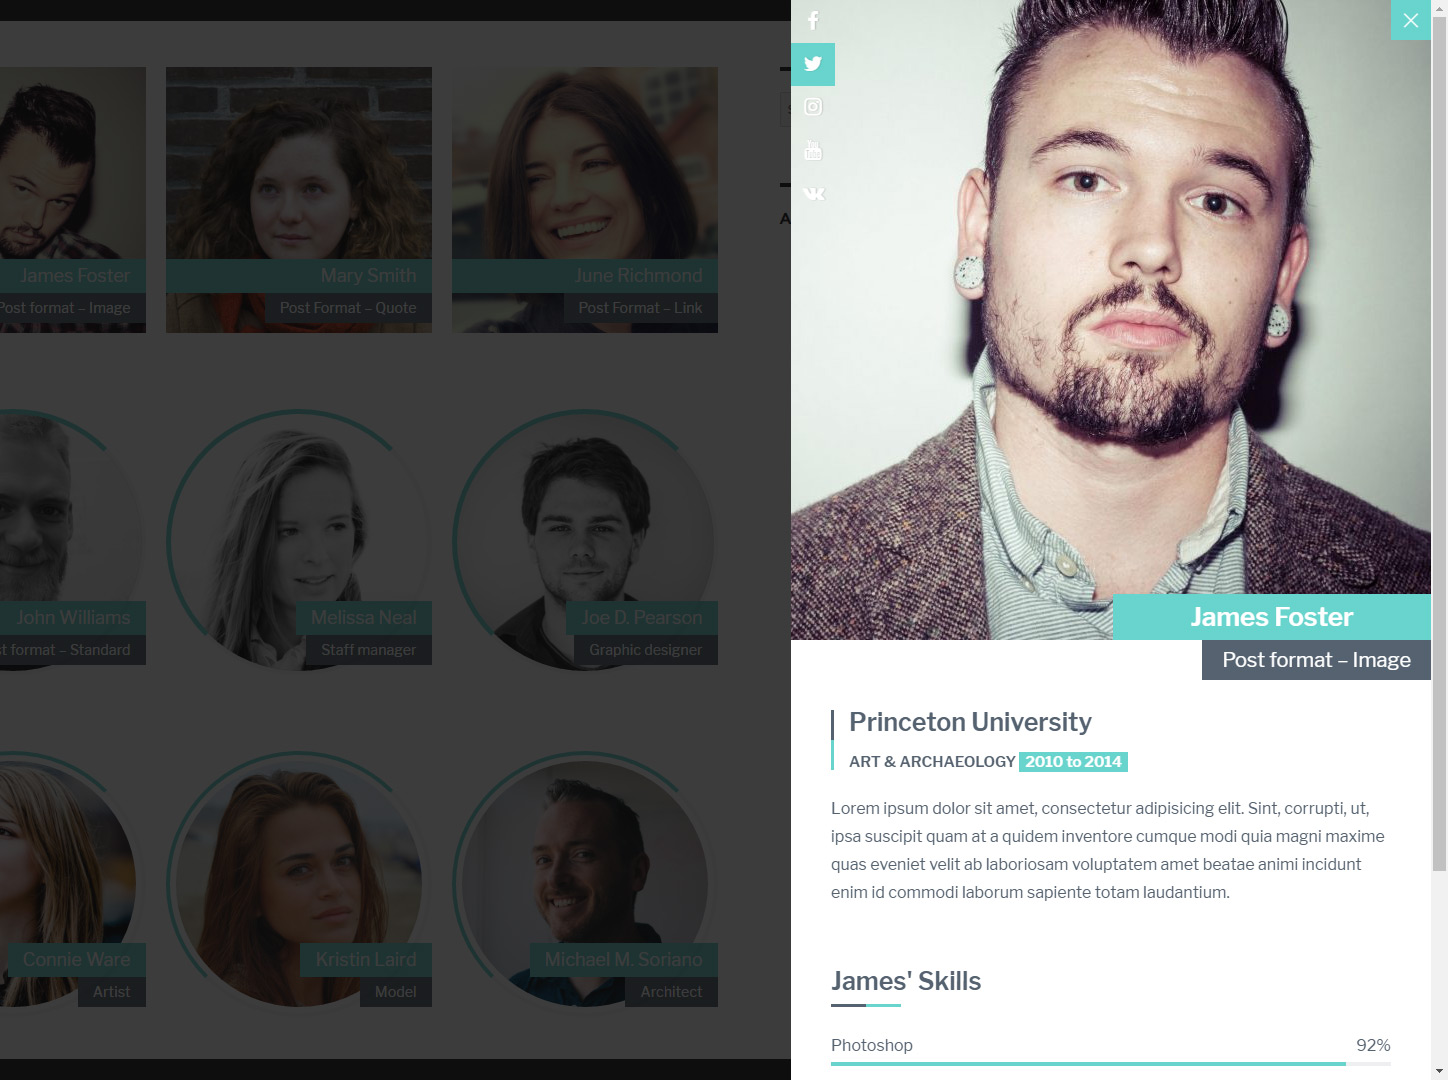 James Foster
Post format – Image
Mary Smith
Post Format – Quote
June Richmond
Post Format – Link
John Williams
st format – Standard
Melissa Neal
Staff manager
Joe D. Pearson
Graphic designer
Connie Ware
Artist
Kristin Laird
Model
Michael M. Soriano
Architect
A
James Foster
Post format – Image
Princeton University
ART & ARCHAEOLOGY 2010 to 2014
Lorem ipsum dolor sit amet, consectetur adipisicing elit. Sint, corrupti, ut,
ipsa suscipit quam at a quidem inventore cumque modi quia magni maxime
quas eveniet velit ab laboriosam voluptatem amet beatae animi incidunt
enim id commodi laborum sapiente totam laudantium.
James' Skills
Photoshop 92%